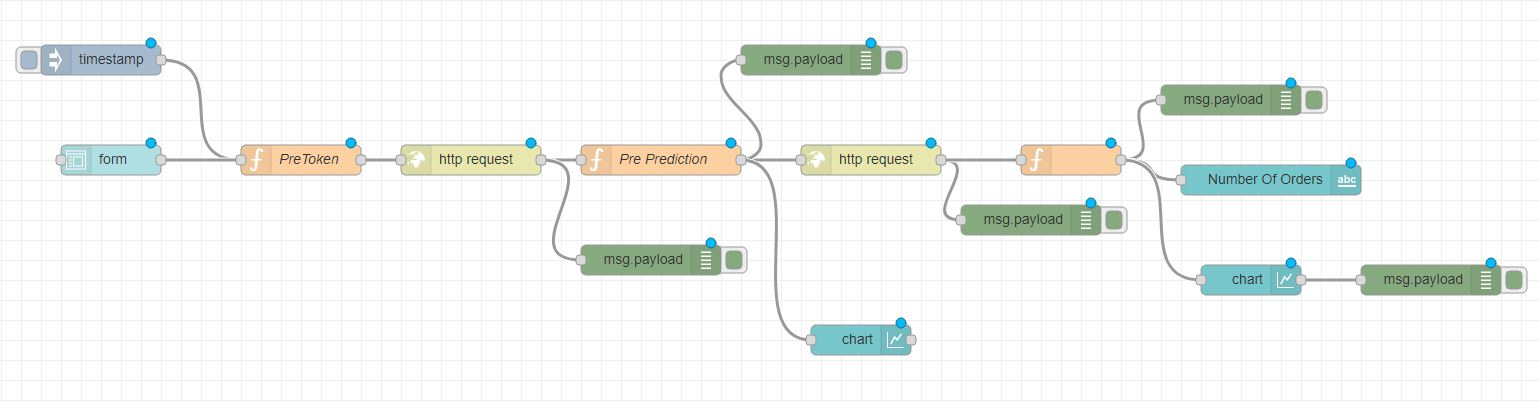 timestamp
msg.payload
msg.payload
form
PreToken
http request
Pre Prediction
http request
Number Of Orders
abc
msg.payload
msg.payload
chart
msg.payload
chart